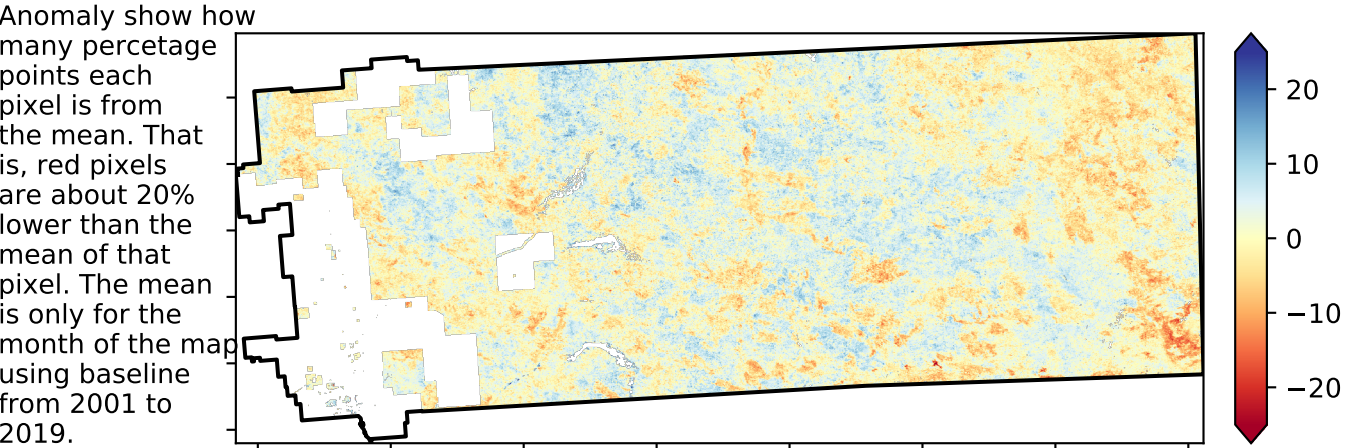 Anomaly show how
many percetage
points each
pixel is from
the mean. That
is, red pixels
are about 20%
lower than the
mean of that
pixel. The mean
is only for the
month of the map
using baseline
from 2001 to
2019.
20
10
0
−10
−20